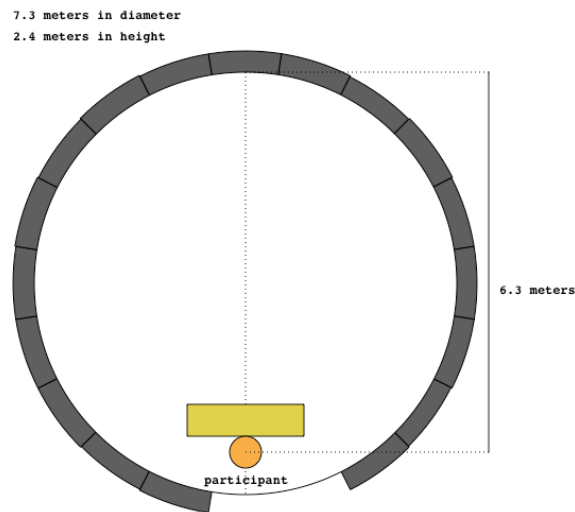 7.3 meters in diameter
2.4 meters in height
6.3 meters
participant